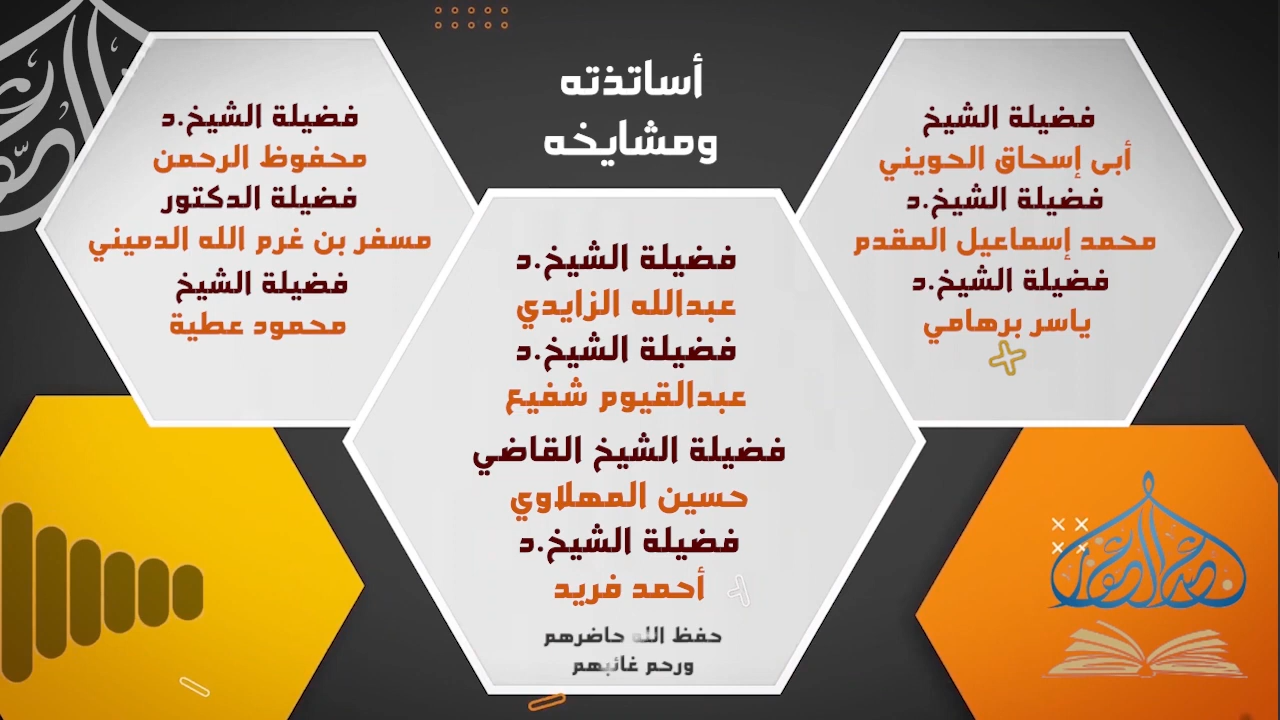 أساتذته
ومشايخه
فضيلة الشيخ
أبى إسحاق الحويني
فضيلة الشيخ.د
محمد إسماعيل المقدم
فضيلة الشيخ.د
ياسر برهامي
فضيلة الشيخ.د
عبدالله الزايدي
فضيلة الشيخ.د
عبدالقيوم شفيع
فضيلة الشيخ القاضي
حسين المهلاوي
فضيلة الشيخ.د
أحمد فريد
حفظ الله حاضرهم
ورحم غائبهم
فضيلة الشيخ.د
محفوظ الرحمن
فضيلة الدكتور
مسفر بن غرم الله الدميني
فضيلة الشيخ
محمود عطية